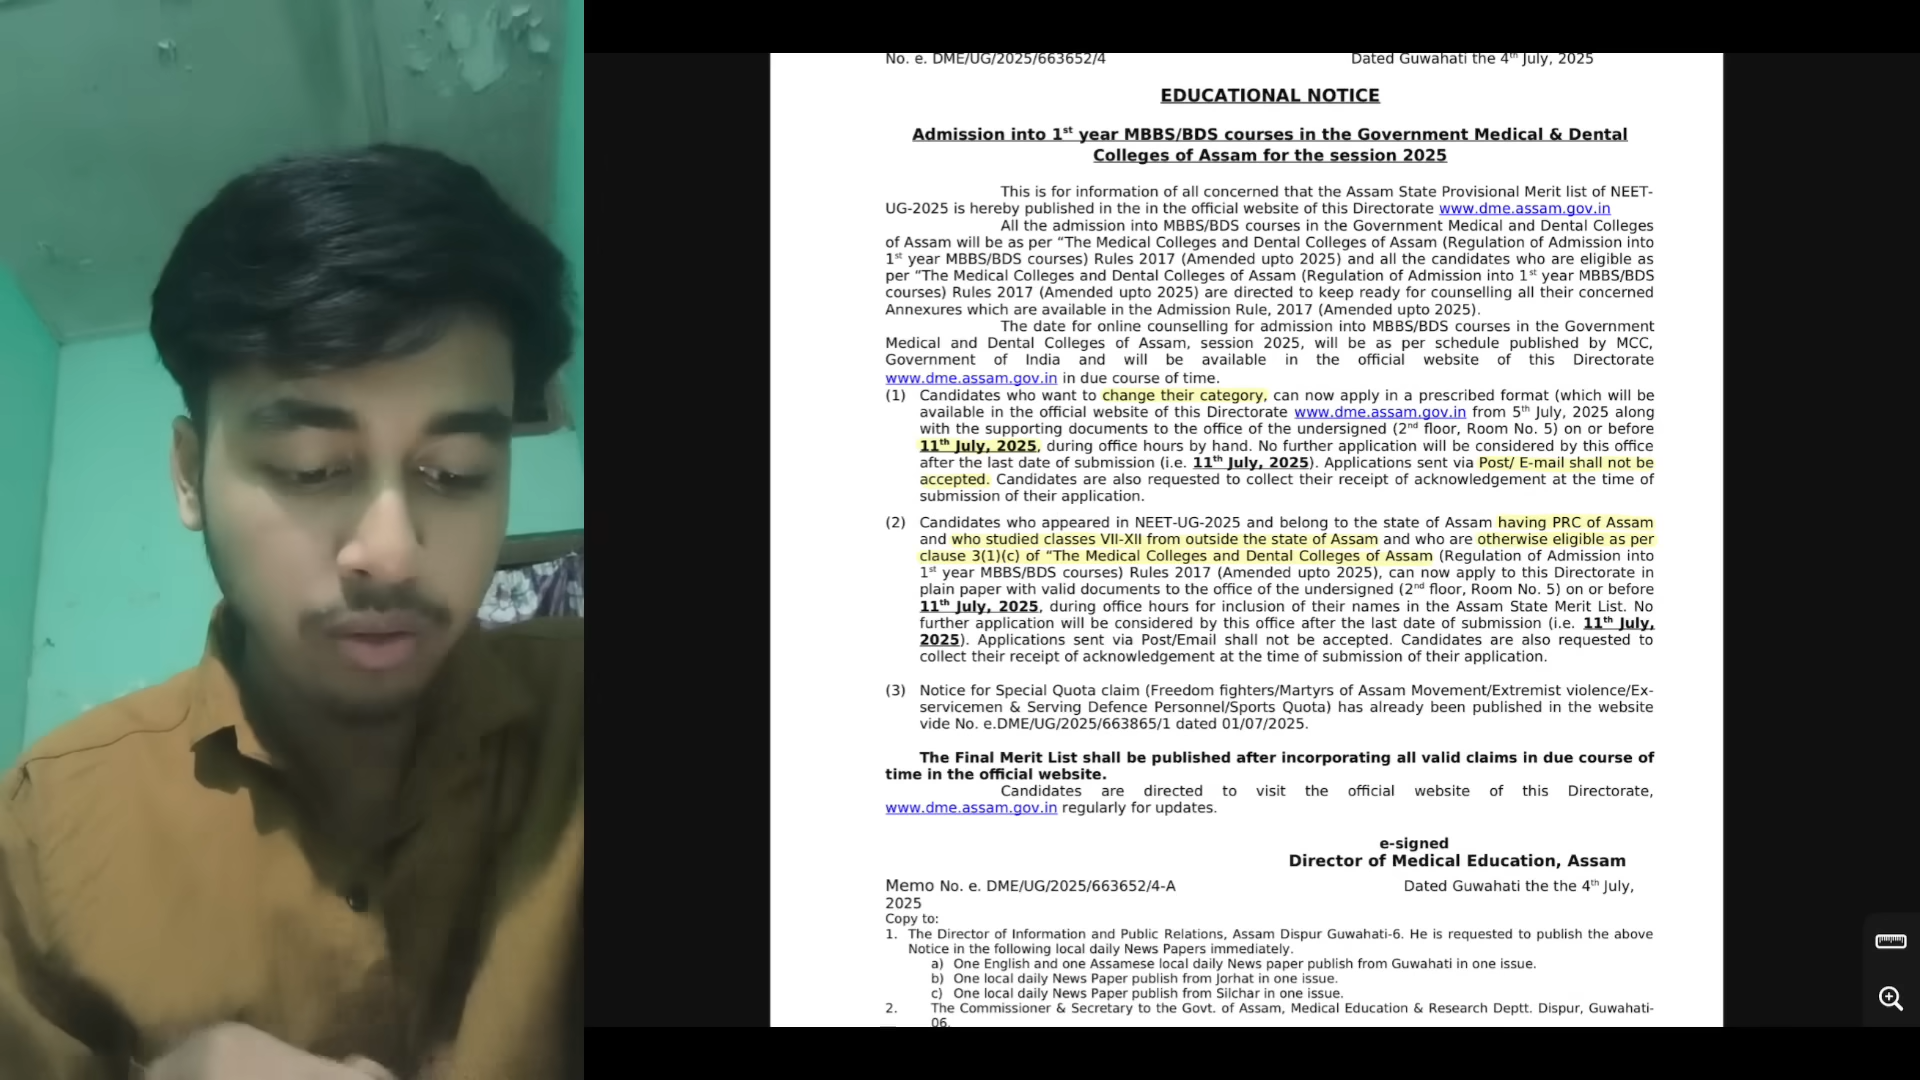 No. e. DME/UG/2025/663652/4 Dated Guwahati the 4th July, 2025
EDUCATIONAL NOTICE
Admission into 1st year MBBS/BDS courses in the Government Medical & Dental
Colleges of Assam for the session 2025
This is for information of all concerned that the Assam State Provisional Merit list of NEET-
UG-2025 is hereby published in the in the official website of this Directorate www.dme.assam.gov.in
All the admission into MBBS/BDS courses in the Government Medical and Dental Colleges
of Assam will be as per “The Medical Colleges and Dental Colleges of Assam (Regulation of Admission into
1st year MBBS/BDS courses) Rules 2017 (Amended upto 2025) and all the candidates who are eligible as
per “The Medical Colleges and Dental Colleges of Assam (Regulation of Admission into 1st year MBBS/BDS
courses) Rules 2017 (Amended upto 2025) are directed to keep ready for counselling all their concerned
Annexures which are available in the Admission Rule, 2017 (Amended upto 2025).
The date for online counselling for admission into MBBS/BDS courses in the Government
Medical and Dental Colleges of Assam, session 2025, will be as per schedule published by MCC,
Government of India and will be available in the official website of this Directorate
www.dme.assam.gov.in in due course of time.
(1) Candidates who want to change their category, can now apply in a prescribed format (which will be
available in the official website of this Directorate www.dme.assam.gov.in from 5th July, 2025 along
with the supporting documents to the office of the undersigned (2nd floor, Room No. 5) on or before
11th July, 2025, during office hours by hand. No further application will be considered by this office
after the last date of submission (i.e. 11th July, 2025). Applications sent via Post/ E-mail shall not be
accepted. Candidates are also requested to collect their receipt of acknowledgement at the time of
submission of their application.
(2) Candidates who appeared in NEET-UG-2025 and belong to the state of Assam having PRC of Assam
and who studied classes VII-XII from outside the state of Assam and who are otherwise eligible as per
clause 3(1)(c) of “The Medical Colleges and Dental Colleges of Assam (Regulation of Admission into
1st year MBBS/BDS courses) Rules 2017 (Amended upto 2025), can now apply to this Directorate in
plain paper with valid documents to the office of the undersigned (2nd floor, Room No. 5) on or before
11th July, 2025, during office hours for inclusion of their names in the Assam State Merit List. No
further application will be considered by this office after the last date of submission (i.e. 11th July,
2025). Applications sent via Post/Email shall not be accepted. Candidates are also requested to
collect their receipt of acknowledgement at the time of submission of their application.
(3) Notice for Special Quota claim (Freedom fighters/Martyrs of Assam Movement/Extremist violence/Ex-
servicemen & Serving Defence Personnel/Sports Quota) has already been published in the website
vide No. e.DME/UG/2025/663865/1 dated 01/07/2025.
The Final Merit List shall be published after incorporating all valid claims in due course of
time in the official website.
Candidates are directed to visit the official website of this Directorate,
www.dme.assam.gov.in regularly for updates.
e-signed
Director of Medical Education, Assam
Memo No. e. DME/UG/2025/663652/4-A Dated Guwahati the the 4th July,
2025
Copy to:
1. The Director of Information and Public Relations, Assam Dispur Guwahati-6. He is requested to publish the above
Notice in the following local daily News Papers immediately.
a) One English and one Assamese local daily News paper publish from Guwahati in one issue.
b) One local daily News Paper publish from Jorhat in one issue.
c) One local daily News Paper publish from Silchar in one issue.
2. The Commissioner & Secretary to the Govt. of Assam, Medical Education & Research Deptt. Dispur, Guwahati-
06.